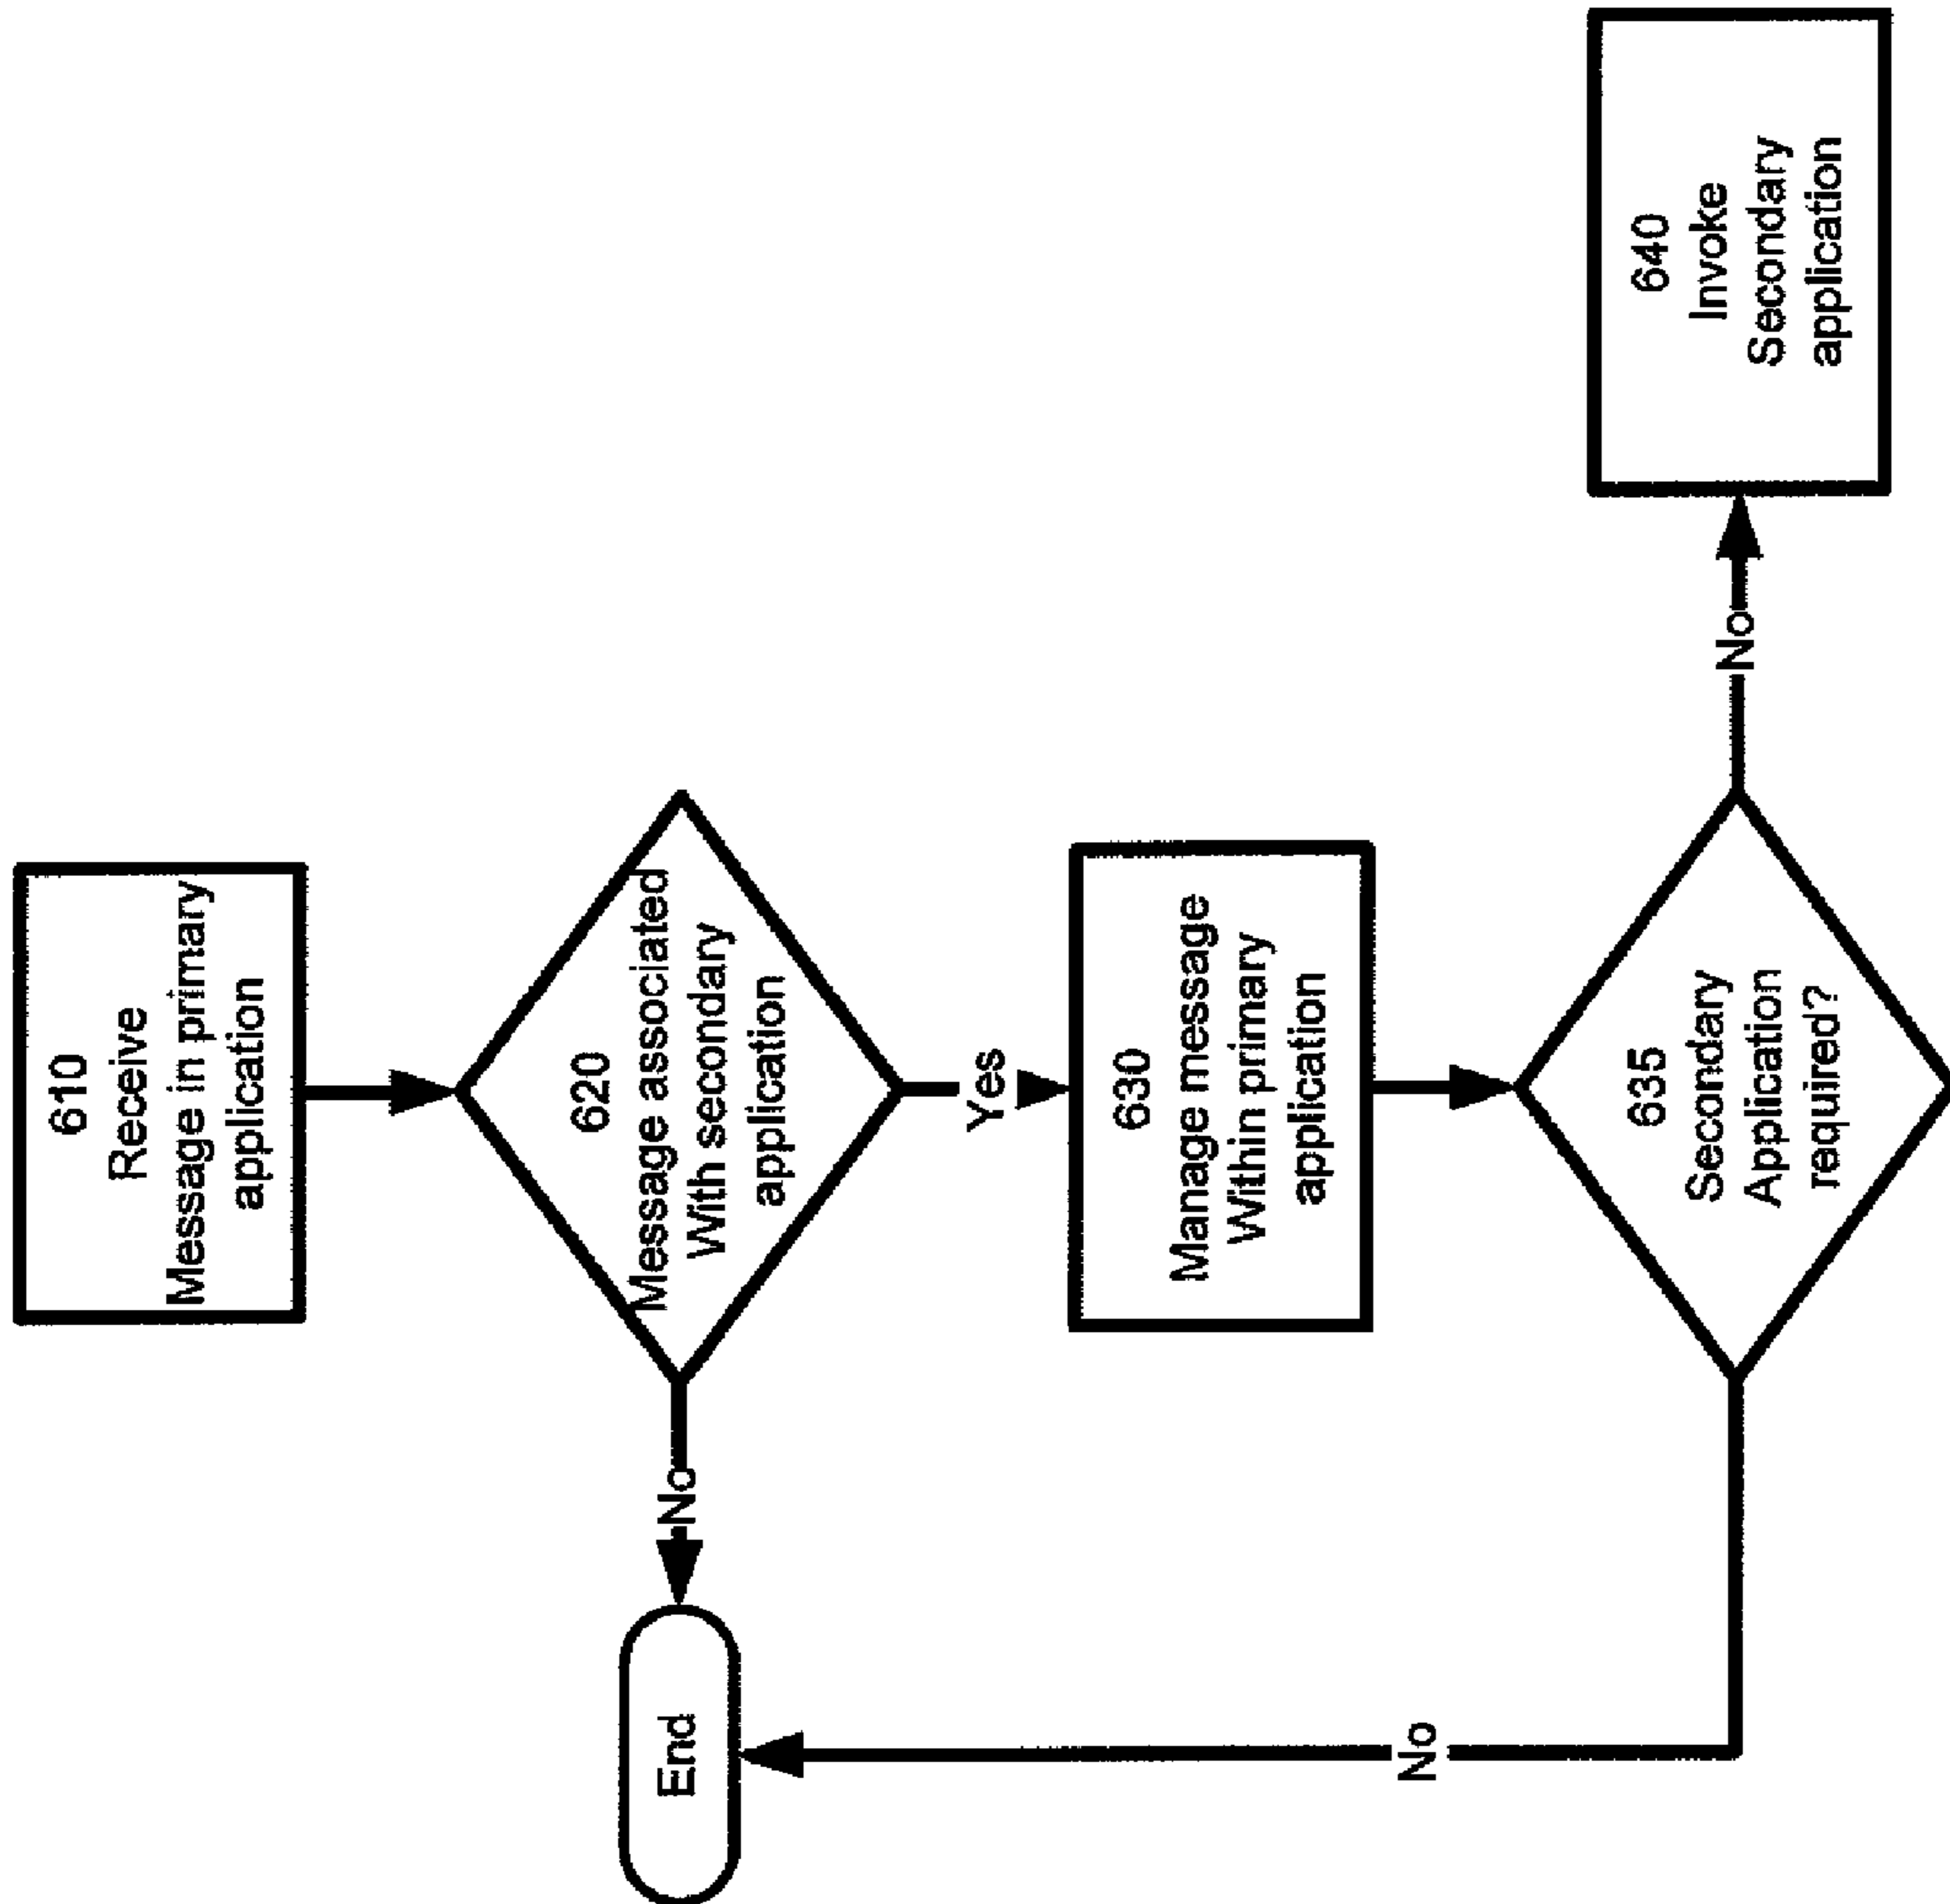 610
Receive
Message in primary
application
620
Message associated
With secondary
application
No
End
Yes
630
Manage message
Within primary
application
635
Secondary
Application
required?
No
No
640
Invoke
Secondary
application